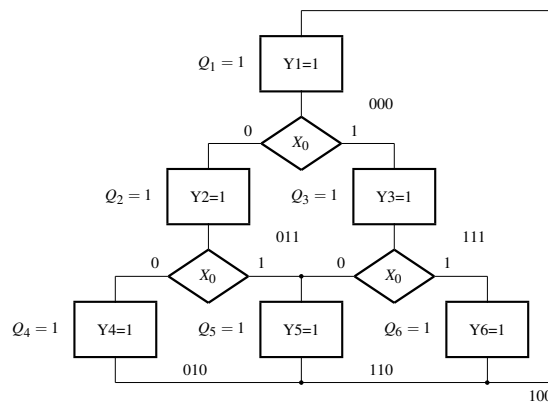 Q₁ = 1 Y1=1
000
0 X₀ 1
Q₂ = 1 Y2=1 Q₃ = 1 Y3=1
011 111
0 X₀ 1 0 X₀ 1
Q₄ = 1 Y4=1 Q₅ = 1 Y5=1 Q₆ = 1 Y6=1
010 110
100